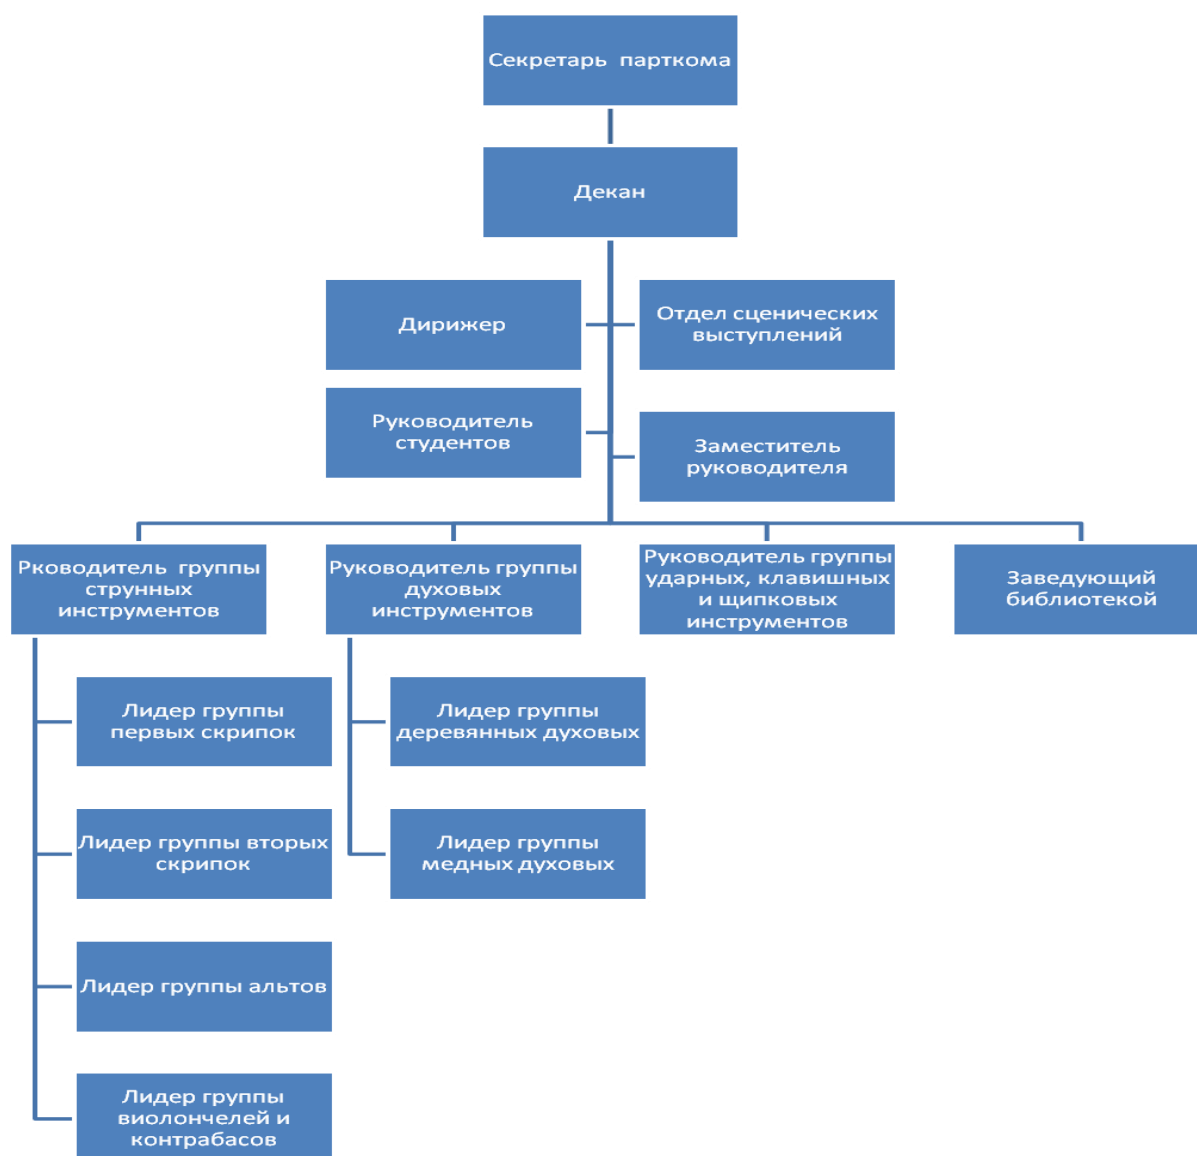 Секретарь парткома
Декан
Дирижер
Отдел сценических
выступлений
Руководитель
студентов
Заместитель
руководителя
Рководитель группы
струнных
инструментов
Руководитель группы
духовых
инструментов
Руководитель группы
ударных, клавишных
и щипковых
инструментов
Заведующий
библиотекой
Лидер группы
первых скрипок
Лидер группы
деревянных духовых
Лидер группы вторых
скрипок
Лидер группы
медных духовых
Лидер группы альтов
Лидер группы
виолончелей и
контрабасов